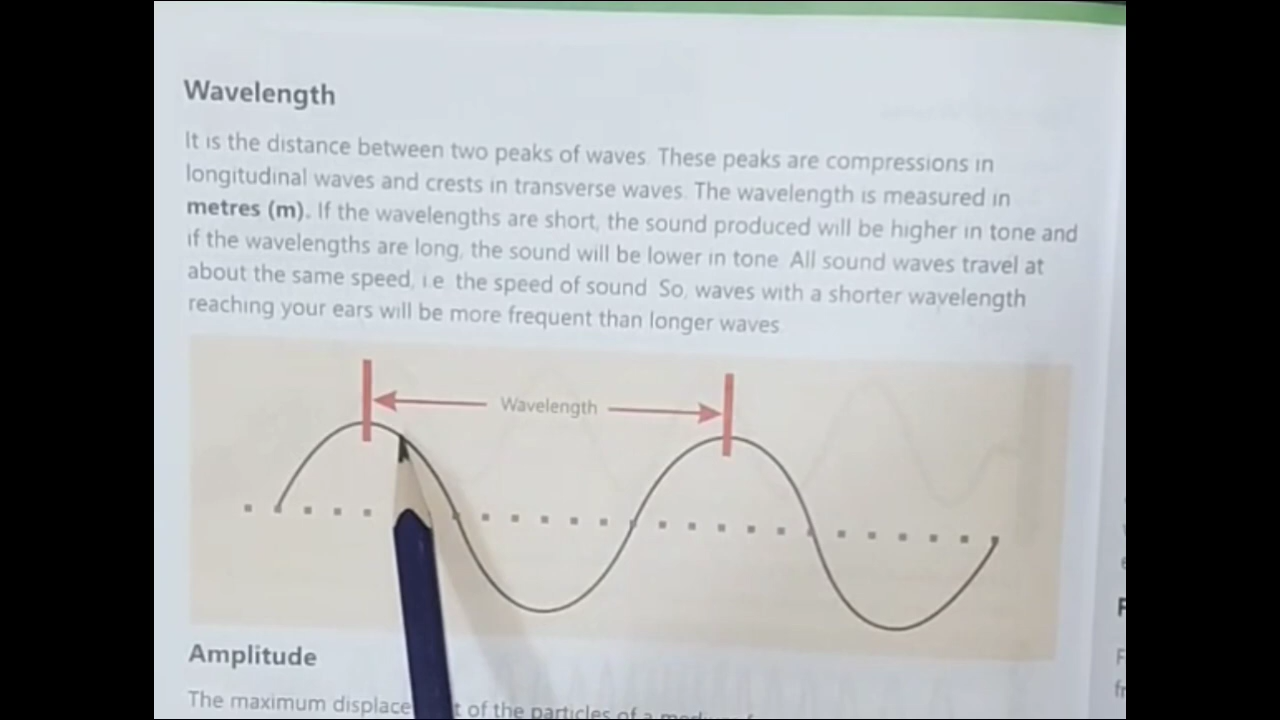 Wavelength
It is the distance between two peaks of waves. These peaks are compressions in
longitudinal waves and crests in transverse waves. The wavelength is measured in
metres (m). If the wavelengths are short, the sound produced will be higher in tone and
if the wavelengths are long, the sound will be lower in tone. All sound waves travel at
about the same speed, i.e. the speed of sound. So, waves with a shorter wavelength
reaching your ears will be more frequent than longer waves.
Wavelength
Amplitude
The maximum of the particles of a